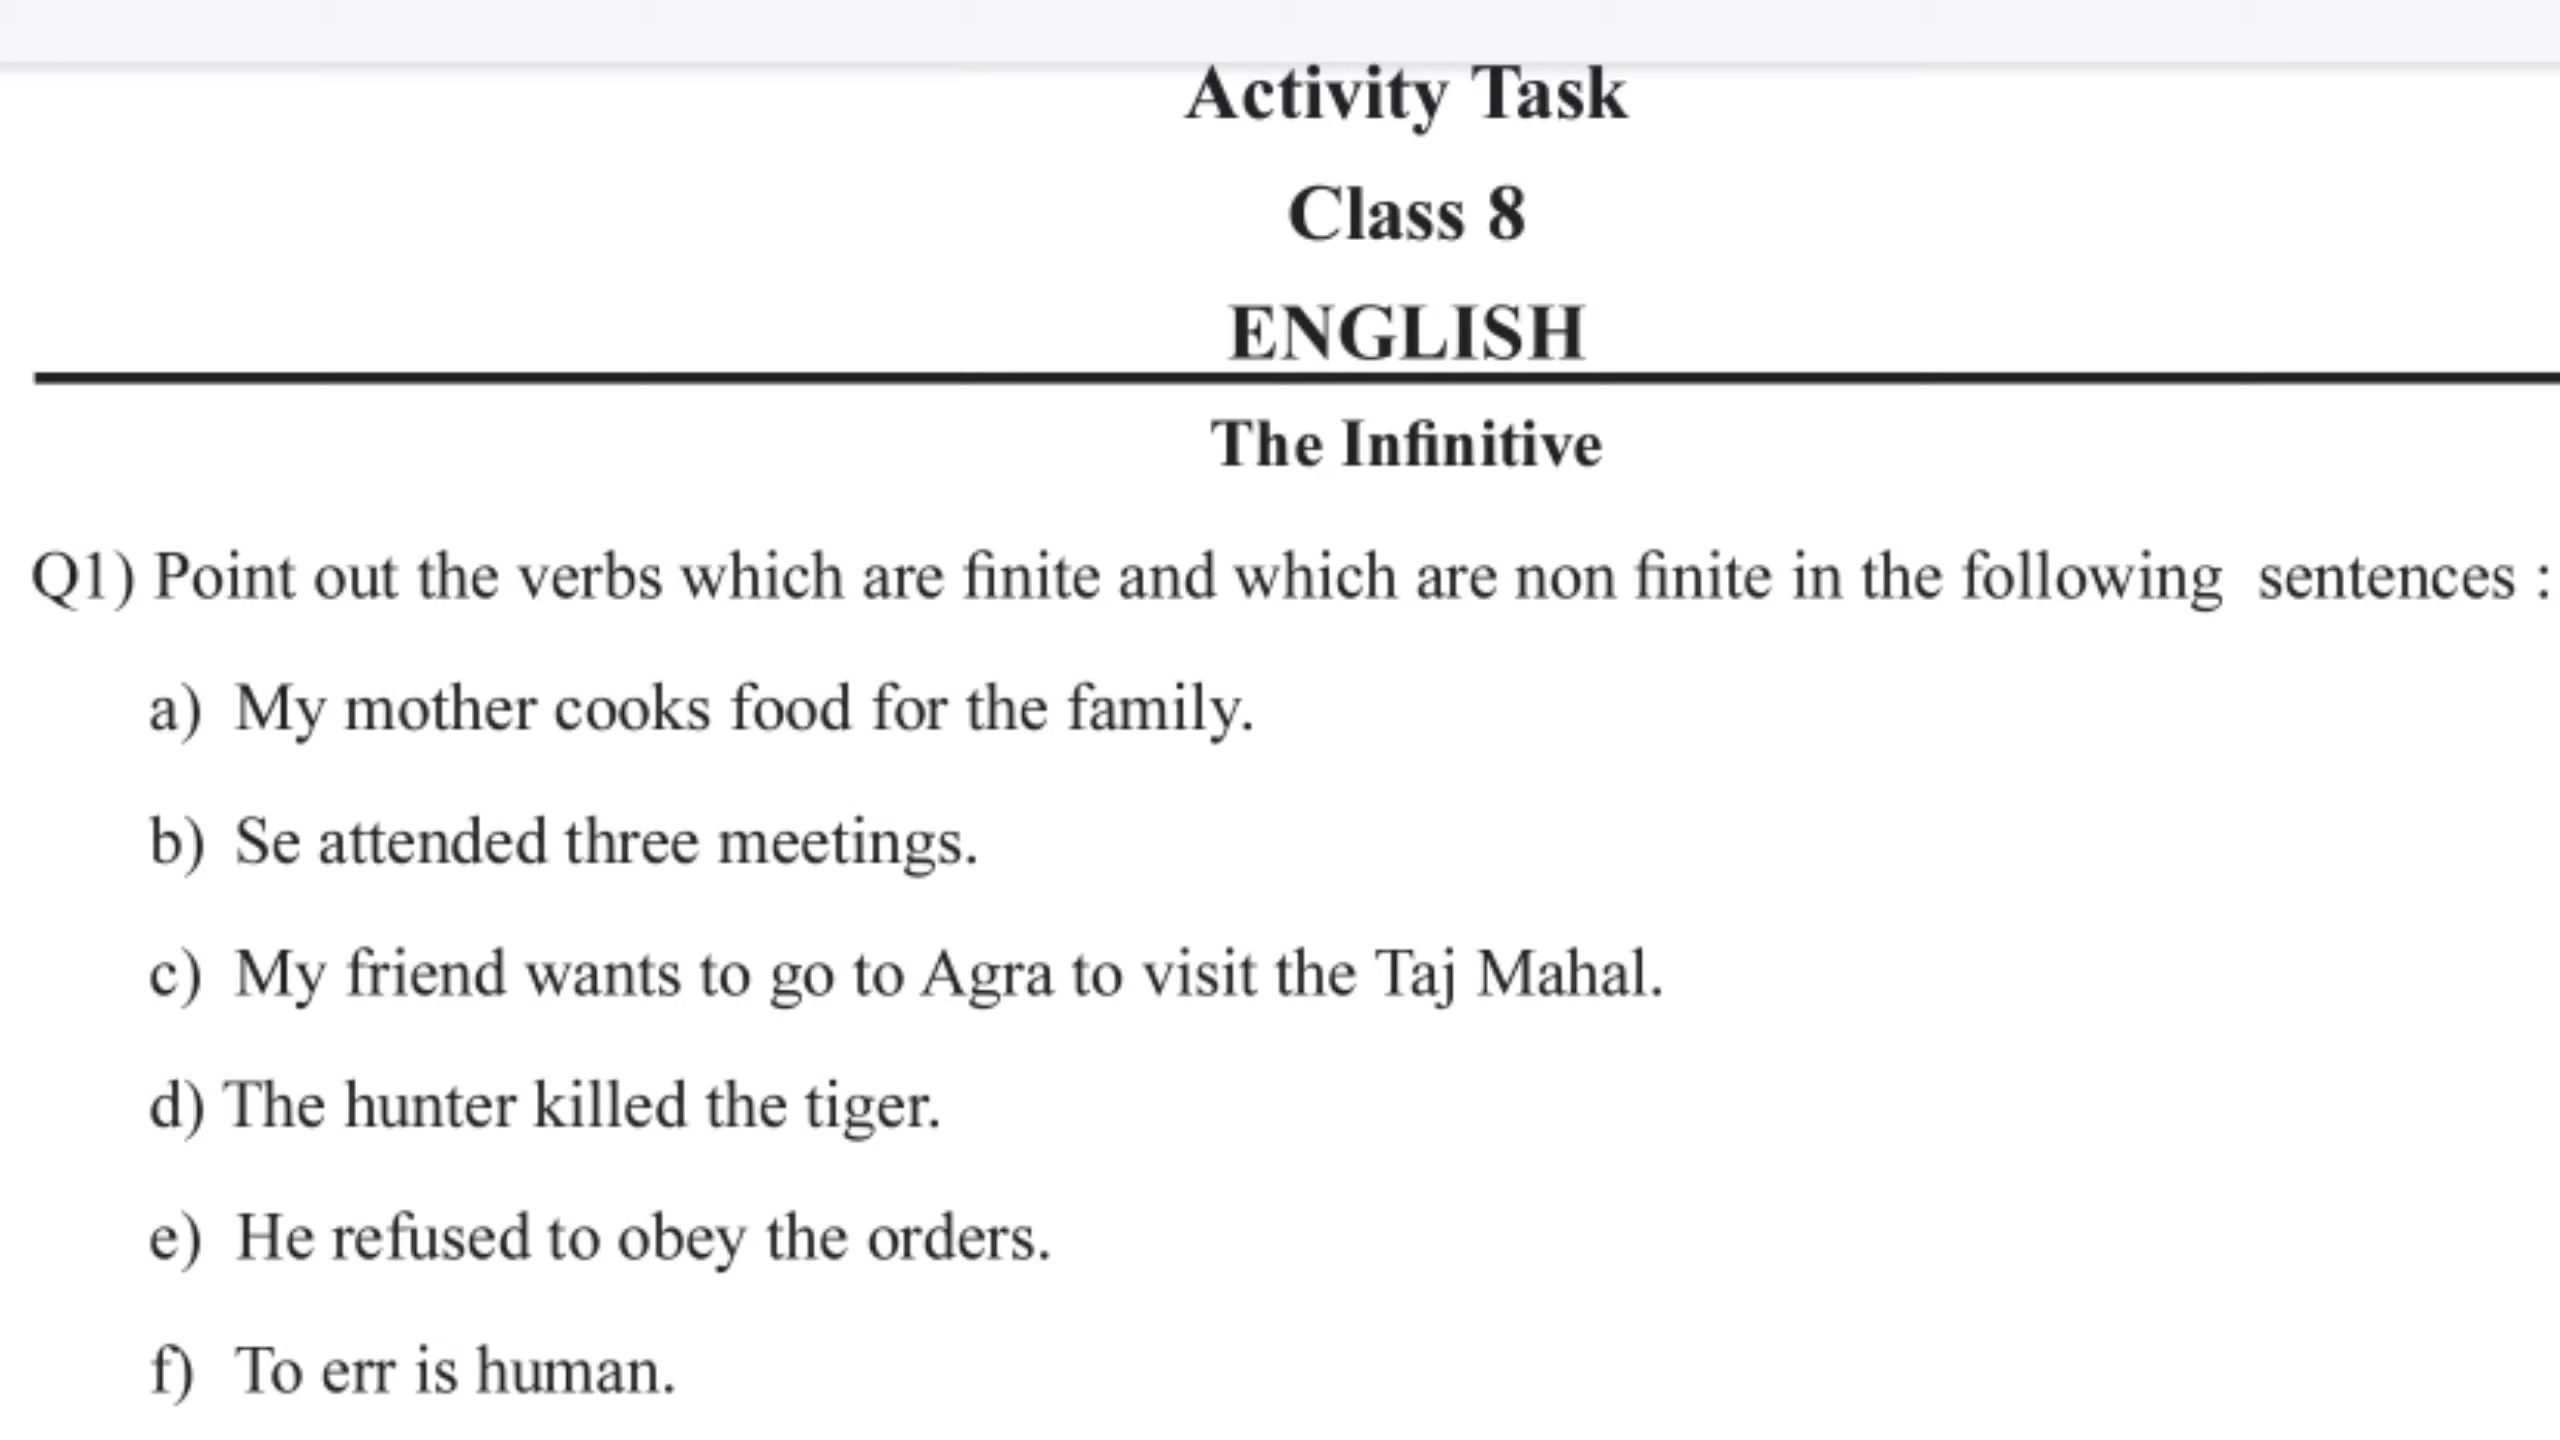 Activity Task
Class 8
ENGLISH
The Infinitive
Q1) Point out the verbs which are finite and which are non finite in the following sentences :
a) My mother cooks food for the family.
b) Se attended three meetings.
c) My friend wants to go to Agra to visit the Taj Mahal.
d) The hunter killed the tiger.
e) He refused to obey the orders.
f) To err is human.